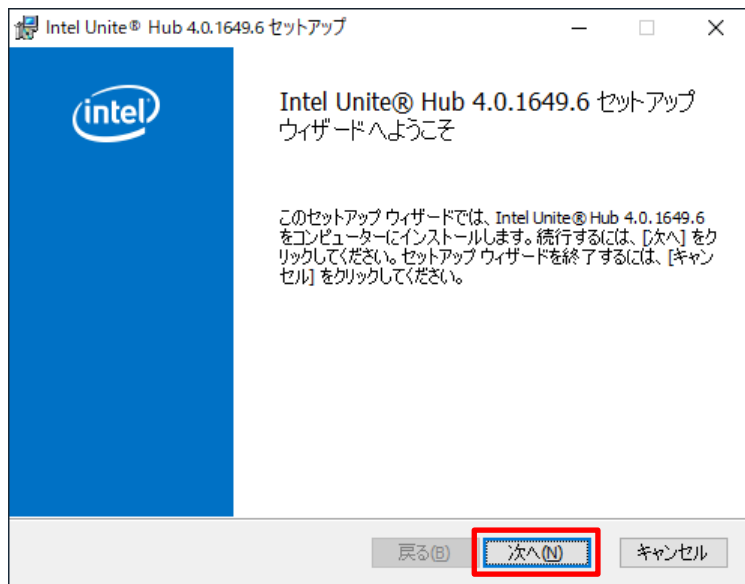 Intel Unite® Hub 4.0.1649.6 セットアップ
intel
Intel Unite® Hub 4.0.1649.6 セットアップ
ウィザードへようこそ
このセットアップ ウィザードでは、Intel Unite® Hub 4.0.1649.6
をコンピューターにインストールします。続行するには、[次へ] をク
リックしてください。セットアップ ウィザードを終了するには、[キャン
セル] をクリックしてください。
戻る(B) 次へ(N) キャンセル